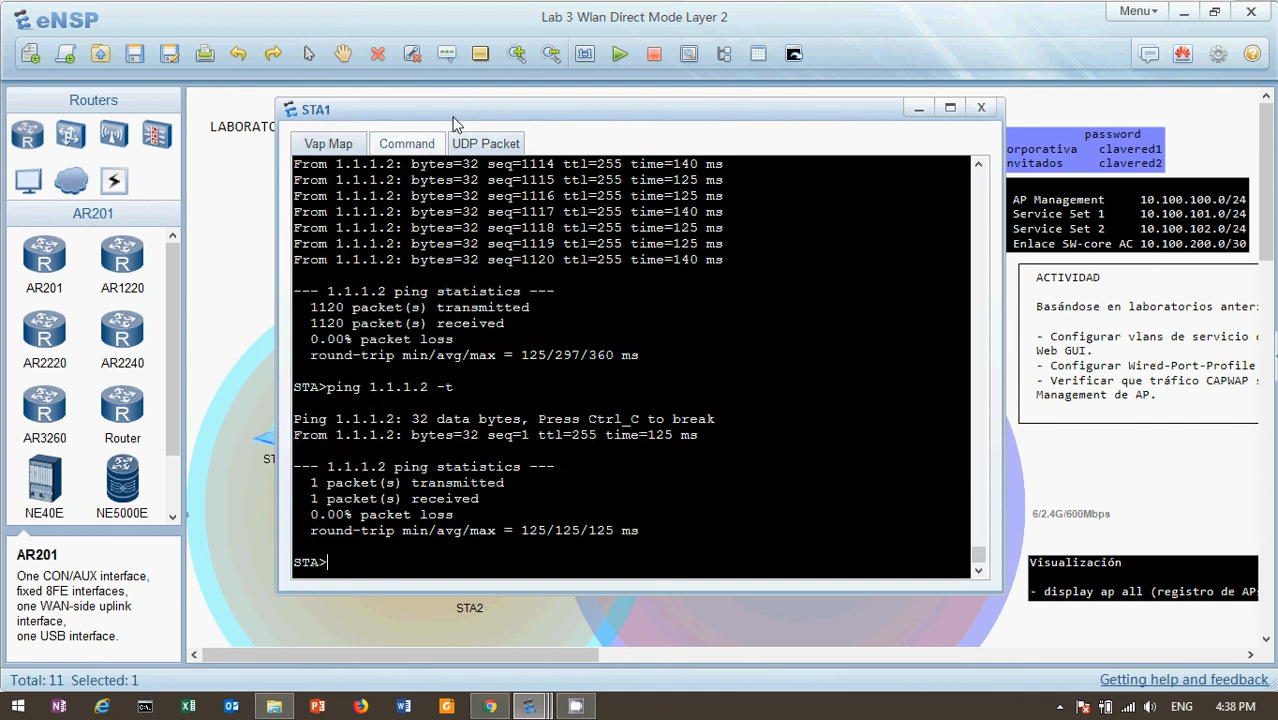 eNSP
Lab 3 Wlan Direct Mode Layer 2
Menu
Routers
AR201
AR201
AR1220
AR2220
AR2240
AR3260
Router
NE40E
NE5000E
AR201
One CON/AUX interface,
fixed 8FE interfaces,
one WAN-side uplink
interface,
one USB interface.
LABORATO
STA1
Vap Map
Command
UDP Packet
From 1.1.1.2: bytes=32 seq=1114 ttl=255 time=140 ms
From 1.1.1.2: bytes=32 seq=1115 ttl=255 time=125 ms
From 1.1.1.2: bytes=32 seq=1116 ttl=255 time=125 ms
From 1.1.1.2: bytes=32 seq=1117 ttl=255 time=140 ms
From 1.1.1.2: bytes=32 seq=1118 ttl=255 time=125 ms
From 1.1.1.2: bytes=32 seq=1119 ttl=255 time=125 ms
From 1.1.1.2: bytes=32 seq=1120 ttl=255 time=140 ms
--- 1.1.1.2 ping statistics ---
1120 packet(s) transmitted
1120 packet(s) received
0.00% packet loss
round-trip min/avg/max = 125/297/360 ms
STA>ping 1.1.1.2 -t
Ping 1.1.1.2: 32 data bytes, Press Ctrl_C to break
From 1.1.1.2: bytes=32 seq=1 ttl=255 time=125 ms
--- 1.1.1.2 ping statistics ---
1 packet(s) transmitted
1 packet(s) received
0.00% packet loss
round-trip min/avg/max = 125/125/125 ms
STA>
ST
STA2
password
orporativa clavered1
nvitados clavered2
AP Management 10.100.100.0/24
Service Set 1 10.100.101.0/24
Service Set 2 10.100.102.0/24
Enlace SW-core AC 10.100.200.0/30
ACTIVIDAD
Basándose en laboratorios anter
- Configurar vlans de servicio
Web GUI.
- Configurar Wired-Port-Profile
- Verificar que tráfico CAPWAP s
Management de AP.
6/2.4G/600Mbps
Visualización
- display ap all (registro de AP
Total: 11 Selected: 1
Getting help and feedback
ENG
4:38 PM